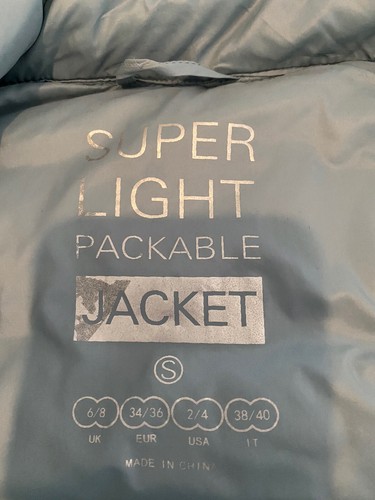 SUPER
LIGHT
PACKABLE
JACKET
S
6/8 34/36 2/4 38/40
UK EUR USA IT
MADE IN CHINA